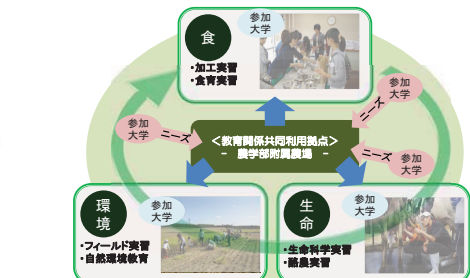 食
参加
大学
・加工実習
・食育実習
参加
大学
ニーズ
参加
大学
ニーズ
<教育関係共同利用拠点>
- 農学部附属農場 -
ニーズ
参加
大学
環
境
参加
大学
・フィールド実習
・自然環境教育
生
命
参加
大学
・生命科学実習
・酪農実習